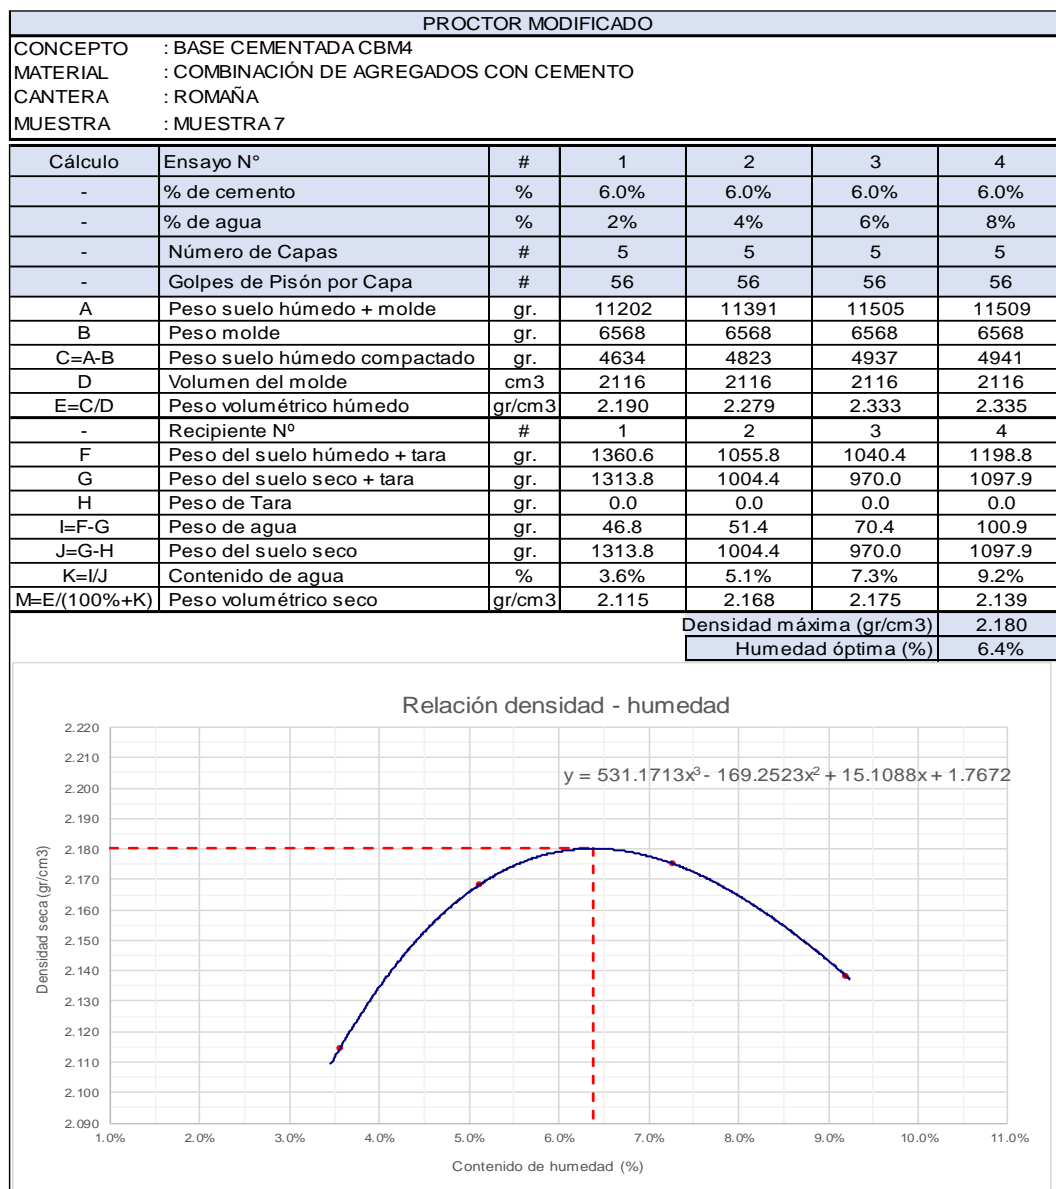 PROCTOR MODIFICADO
CONCEPTO : BASE CEMENTADA CBM4
MATERIAL : COMBINACIÓN DE AGREGADOS CON CEMENTO
CANTERA : ROMAÑA
MUESTRA : MUESTRA 7
Cálculo Ensayo N° # 1 2 3 4
- % de cemento % 6.0% 6.0% 6.0% 6.0%
- % de agua % 2% 4% 6% 8%
- Número de Capas # 5 5 5 5
- Golpes de Pisón por Capa # 56 56 56 56
A Peso suelo húmedo + molde gr. 11202 11391 11505 11509
B Peso molde gr. 6568 6568 6568 6568
C=A-B Peso suelo húmedo compactado gr. 4634 4823 4937 4941
D Volumen del molde cm3 2116 2116 2116 2116
E=C/D Peso volumétrico húmedo gr/cm3 2.190 2.279 2.333 2.335
- Recipiente Nº # 1 2 3 4
F Peso del suelo húmedo + tara gr. 1360.6 1055.8 1040.4 1198.8
G Peso del suelo seco + tara gr. 1313.8 1004.4 970.0 1097.9
H Peso de Tara gr. 0.0 0.0 0.0 0.0
I=F-G Peso de agua gr. 46.8 51.4 70.4 100.9
J=G-H Peso del suelo seco gr. 1313.8 1004.4 970.0 1097.9
K=I/J Contenido de agua % 3.6% 5.1% 7.3% 9.2%
M=E/(100%+K) Peso volumétrico seco gr/cm3 2.115 2.168 2.175 2.139
Densidad máxima (gr/cm3) 2.180
Humedad óptima (%) 6.4%
Relación densidad - humedad
y = 531.1713x³ - 169.2523x² + 15.1088x + 1.7672
Densidad seca (gr/cm3)
2.220
2.210
2.200
2.190
2.180
2.170
2.160
2.150
2.140
2.130
2.120
2.110
2.100
2.090
1.0% 2.0% 3.0% 4.0% 5.0% 6.0% 7.0% 8.0% 9.0% 10.0% 11.0%
Contenido de humedad (%)